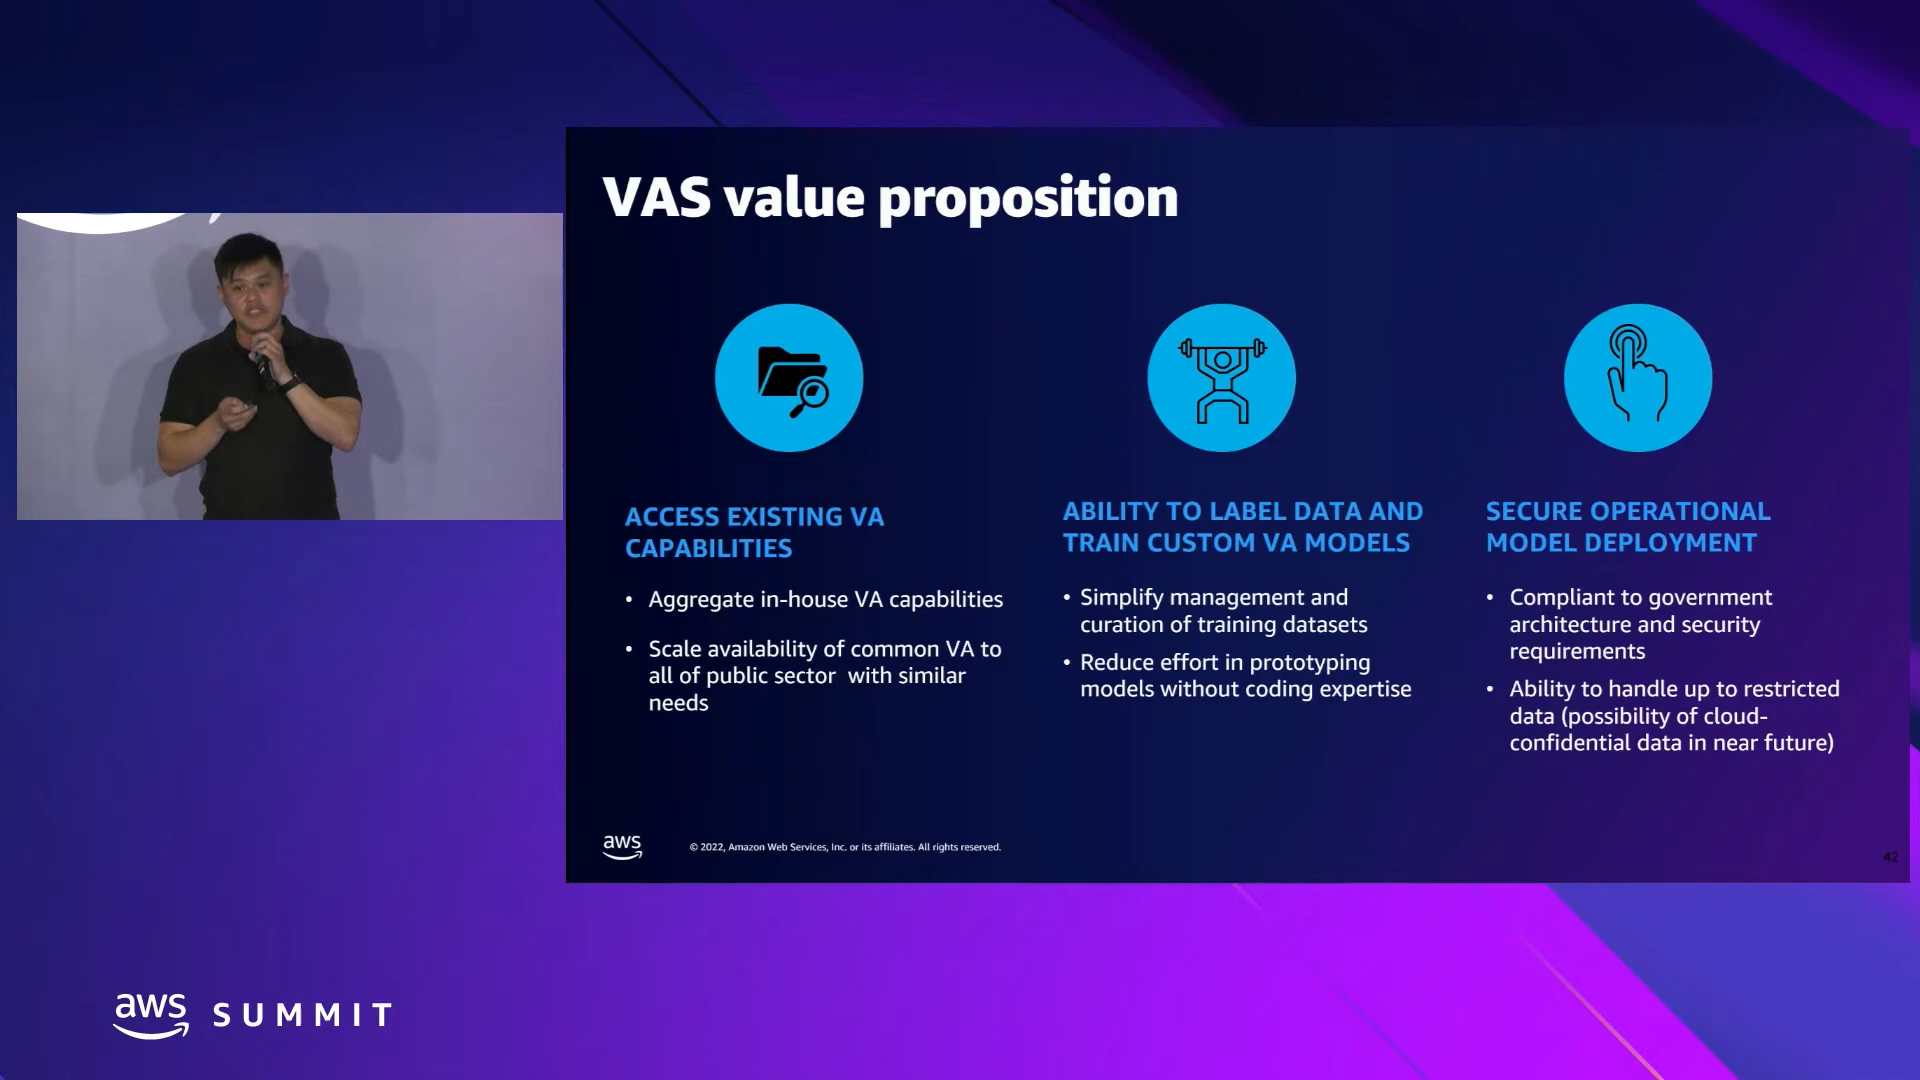 VAS value proposition
ACCESS EXISTING VA
CAPABILITIES
• Aggregate in-house VA capabilities
• Scale availability of common VA to
all of public sector  with similar
needs
ABILITY TO LABEL DATA AND
TRAIN CUSTOM VA MODELS
• Simplify management and
curation of training datasets
• Reduce effort in prototyping
models without coding expertise
SECURE OPERATIONAL
MODEL DEPLOYMENT
• Compliant to government
architecture and security
requirements
• Ability to handle up to restricted
data (possibility of cloud-
confidential data in near future)
aws
© 2022, Amazon Web Services, Inc. or its affiliates. All rights reserved.
42
aws SUMMIT